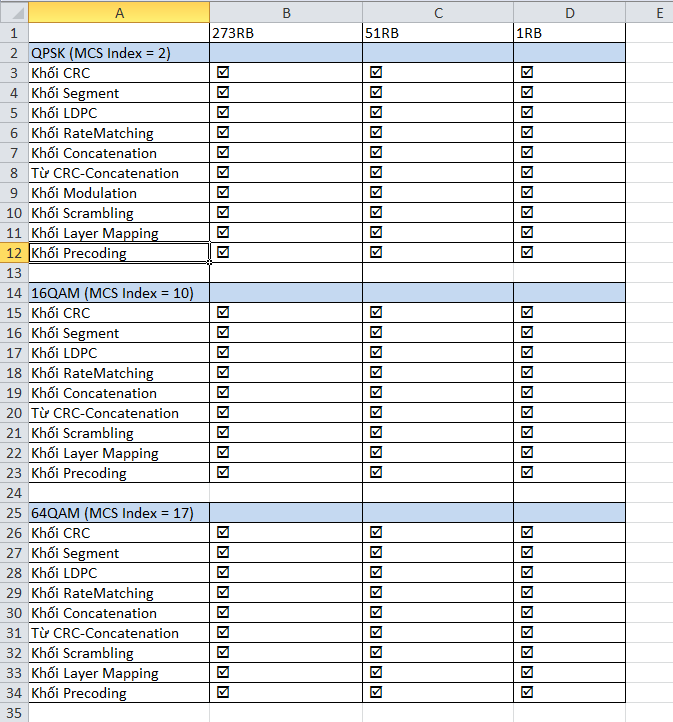 A B C D E
1 273RB 51RB 1RB
2 QPSK (MCS Index = 2)
3 Khối CRC ☑ ☑ ☑
4 Khối Segment ☑ ☑ ☑
5 Khối LDPC ☑ ☑ ☑
6 Khối RateMatching ☑ ☑ ☑
7 Khối Concatenation ☑ ☑ ☑
8 Từ CRC-Concatenation ☑ ☑ ☑
9 Khối Modulation ☑ ☑ ☑
10 Khối Scrambling ☑ ☑ ☑
11 Khối Layer Mapping ☑ ☑ ☑
12 Khối Precoding ☑ ☑ ☑
13
14 16QAM (MCS Index = 10)
15 Khối CRC ☑ ☑ ☑
16 Khối Segment ☑ ☑ ☑
17 Khối LDPC ☑ ☑ ☑
18 Khối RateMatching ☑ ☑ ☑
19 Khối Concatenation ☑ ☑ ☑
20 Từ CRC-Concatenation ☑ ☑ ☑
21 Khối Scrambling ☑ ☑ ☑
22 Khối Layer Mapping ☑ ☑ ☑
23 Khối Precoding ☑ ☑ ☑
24
25 64QAM (MCS Index = 17)
26 Khối CRC ☑ ☑ ☑
27 Khối Segment ☑ ☑ ☑
28 Khối LDPC ☑ ☑ ☑
29 Khối RateMatching ☑ ☑ ☑
30 Khối Concatenation ☑ ☑ ☑
31 Từ CRC-Concatenation ☑ ☑ ☑
32 Khối Scrambling ☑ ☑ ☑
33 Khối Layer Mapping ☑ ☑ ☑
34 Khối Precoding ☑ ☑ ☑
35